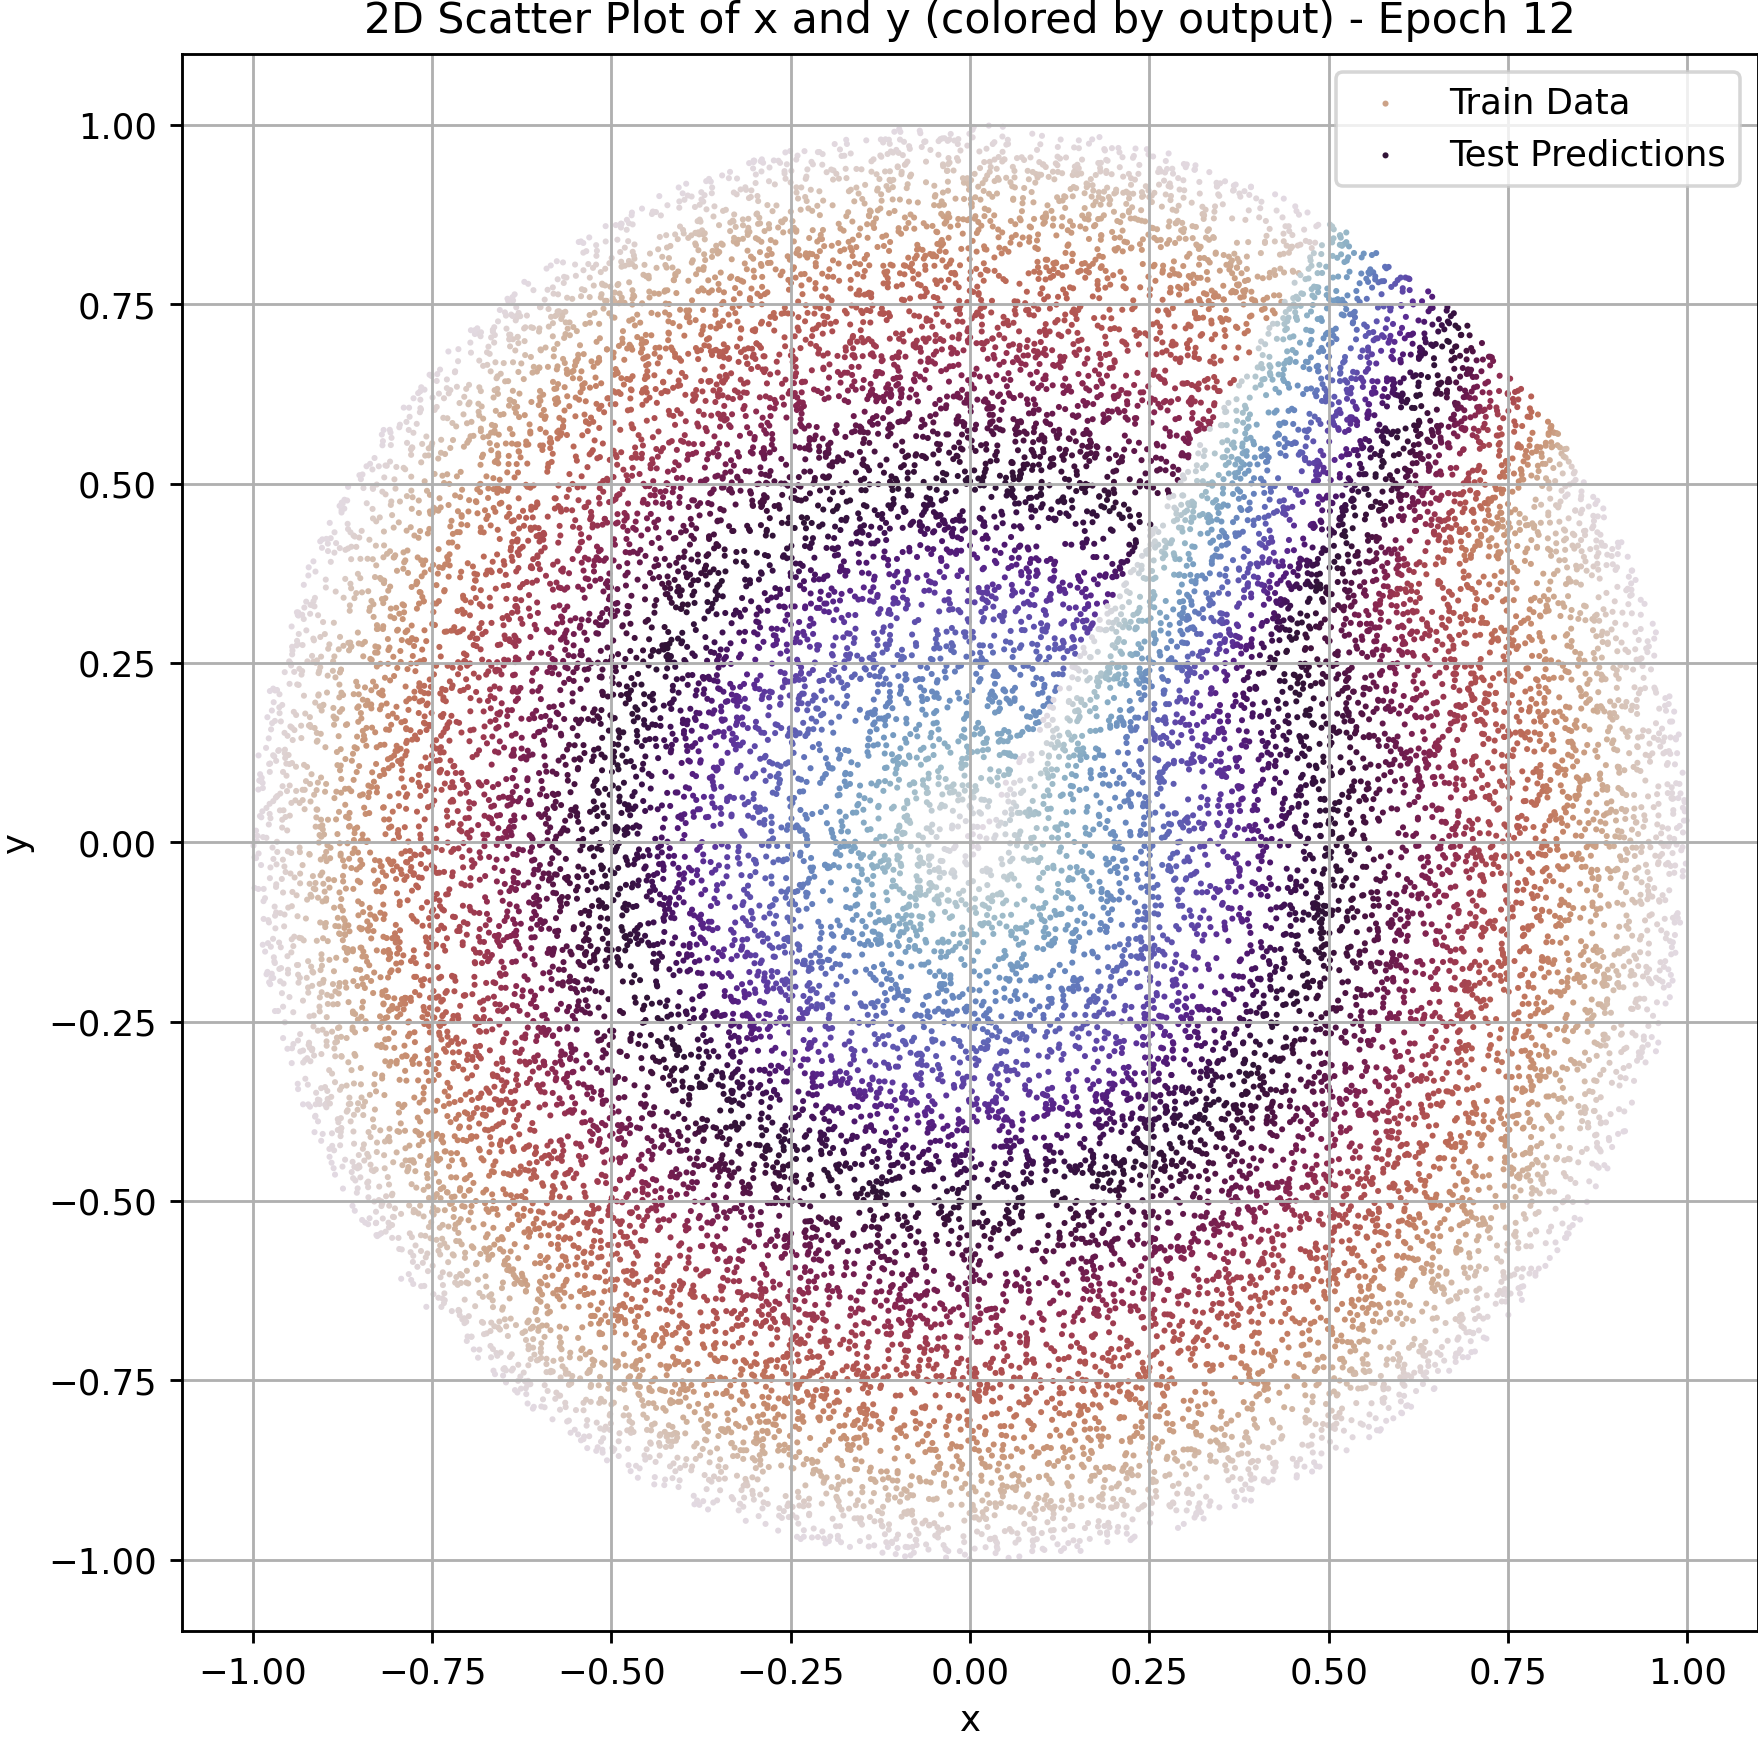 2D Scatter Plot of x and y (colored by output) - Epoch 12
Train Data
Test Predictions
1.00
0.75
0.50
0.25
0.00
−0.25
−0.50
−0.75
−1.00
y
−1.00 −0.75 −0.50 −0.25 0.00 0.25 0.50 0.75 1.00
x